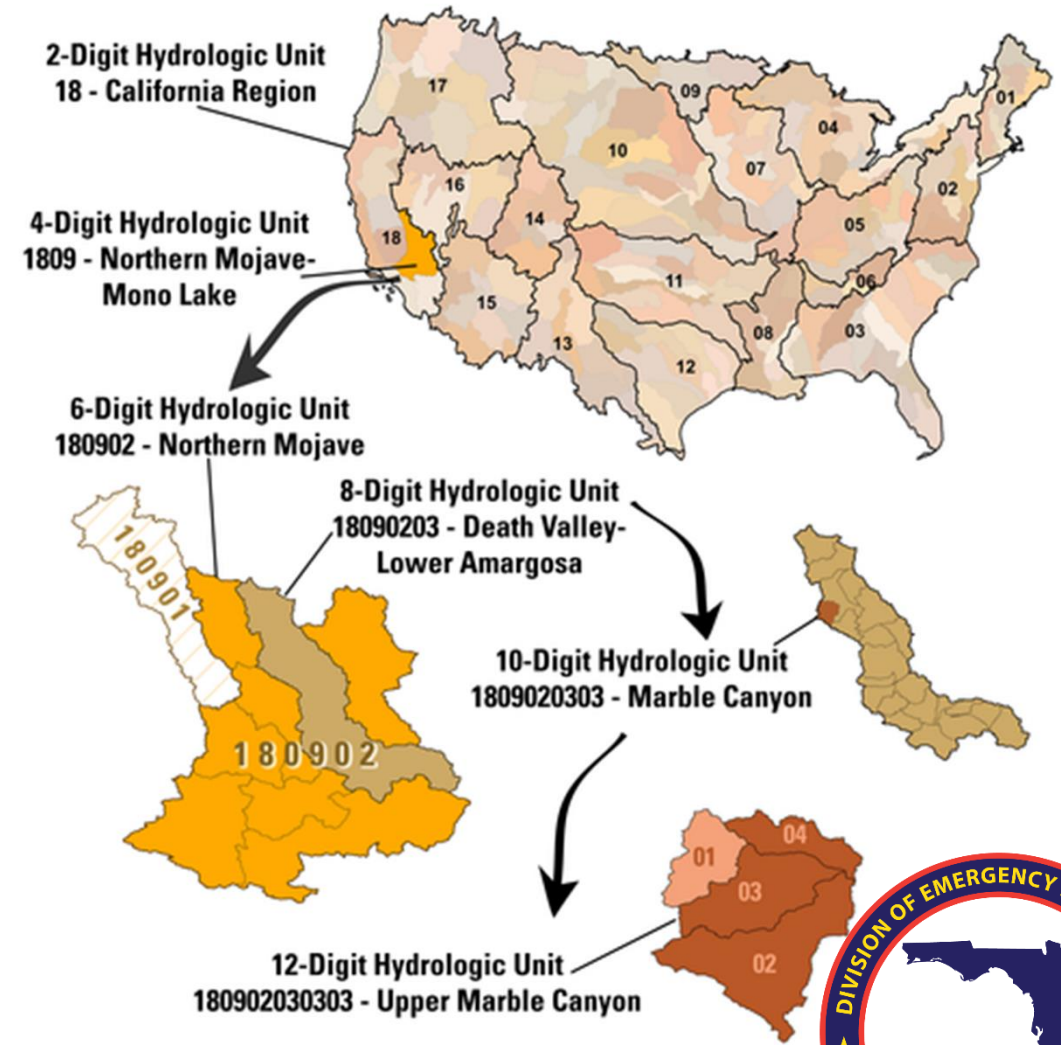 2-Digit Hydrologic Unit
18 - California Region
17
09
01
04
10
07
16
02
14
05
18
4-Digit Hydrologic Unit
1809 - Northern Mojave-
Mono Lake
11
06
15
08
03
13
12
6-Digit Hydrologic Unit
180902 - Northern Mojave
8-Digit Hydrologic Unit
18090203 - Death Valley-
Lower Amargosa
180901
10-Digit Hydrologic Unit
1809020303 - Marble Canyon
180902
04
01
03
02
12-Digit Hydrologic Unit
180902030303 - Upper Marble Canyon
DIVISION OF EMERGENCY